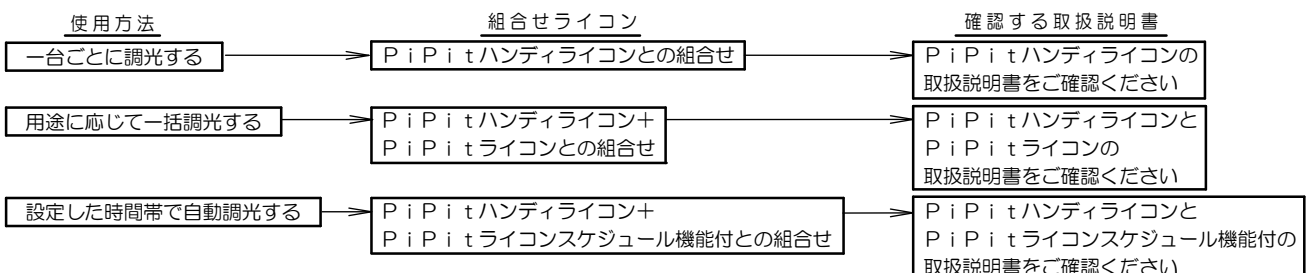 使用方法
組合せライコン
確認する取扱説明書
一台ごとに調光する
ＰｉＰｉｔハンディライコンとの組合せ
ＰｉＰｉｔハンディライコンの
取扱説明書をご確認ください
用途に応じて一括調光する
ＰｉＰｉｔハンディライコン＋
ＰｉＰｉｔライコンとの組合せ
ＰｉＰｉｔハンディライコンと
ＰｉＰｉｔライコンの
取扱説明書をご確認ください
設定した時間帯で自動調光する
ＰｉＰｉｔハンディライコン＋
ＰｉＰｉｔライコンスケジュール機能付との組合せ
ＰｉＰｉｔハンディライコンと
ＰｉＰｉｔライコンスケジュール機能付の
取扱説明書をご確認ください